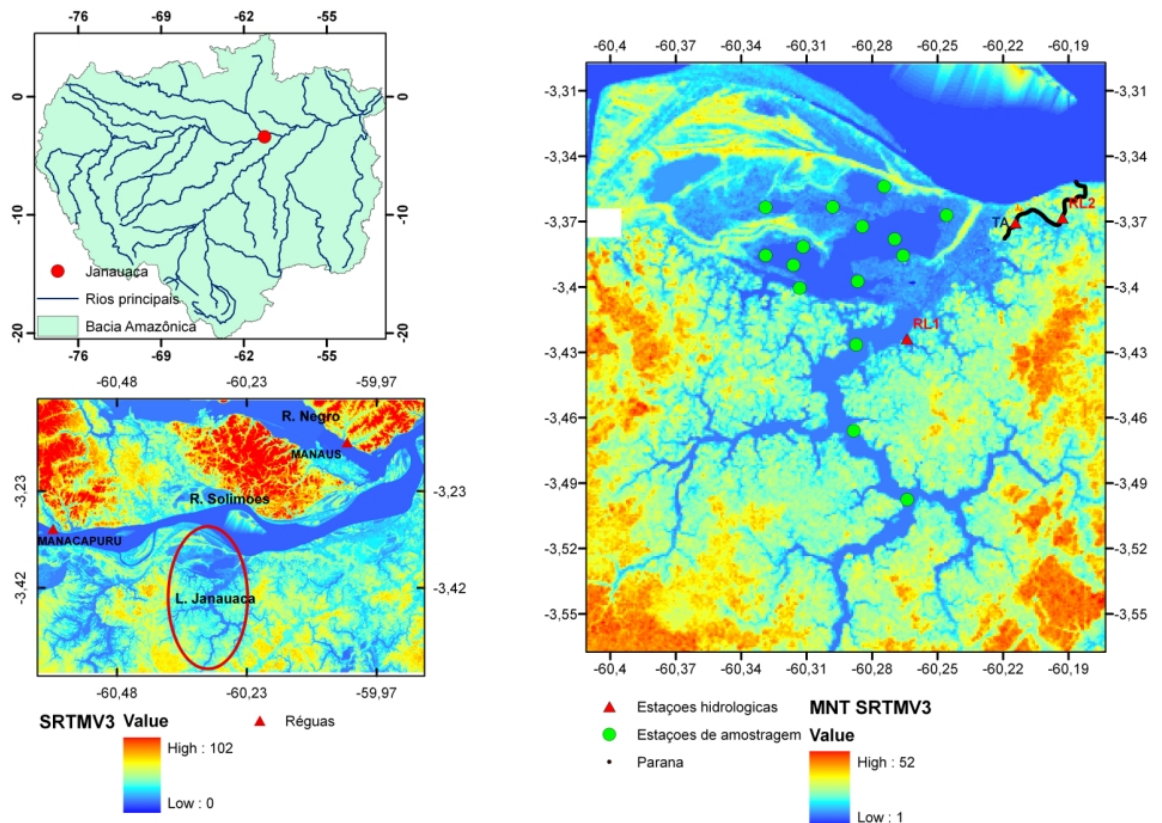 -76 -69 -62 -55
0 0
-10 -10
-20 -20
Janauaca
Rios principais
Bacia Amazônica
-76 -69 -62 -55
-60,48 -60,23 -59,97
R. Negro
MANAUS
-3,23 -3,23
R. Solimoes
MANACAPURU
-3,42 -3,42
L. Janauaca
-60,48 -60,23 -59,97
SRTMV3 Value
High : 102
Low : 0
Réguas
-60,4 -60,37 -60,34 -60,31 -60,28 -60,25 -60,22 -60,19
-3,31 -3,31
-3,34 -3,34
RL2
TA
-3,37 -3,37
-3,4 -3,4
RL1
-3,43 -3,43
-3,46 -3,46
-3,49 -3,49
-3,52 -3,52
-3,55 -3,55
-60,4 -60,37 -60,34 -60,31 -60,28 -60,25 -60,22 -60,19
Estaçoes hidrologicas
Estaçoes de amostragem
Parana
MNT SRTMV3
Value
High : 52
Low : 1